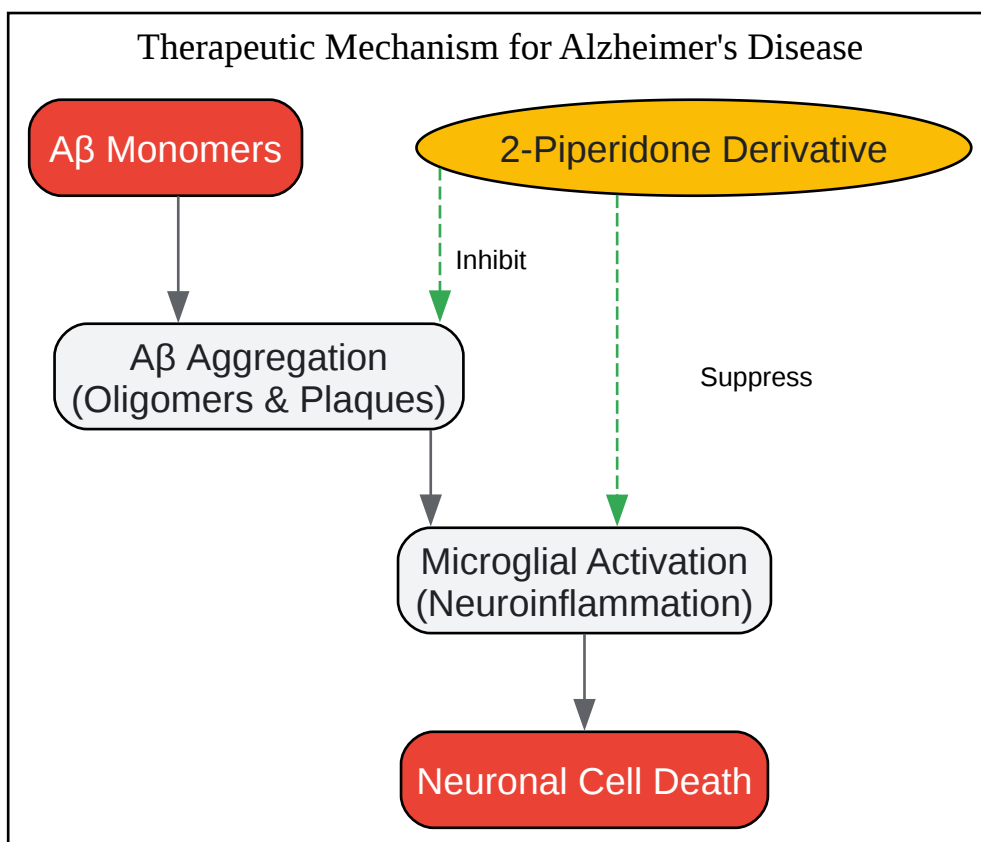 Therapeutic Mechanism for Alzheimer's Disease
Aβ Monomers
2-Piperidone Derivative
Inhibit
Aβ Aggregation
(Oligomers & Plaques)
Suppress
Microglial Activation
(Neuroinflammation)
Neuronal Cell Death